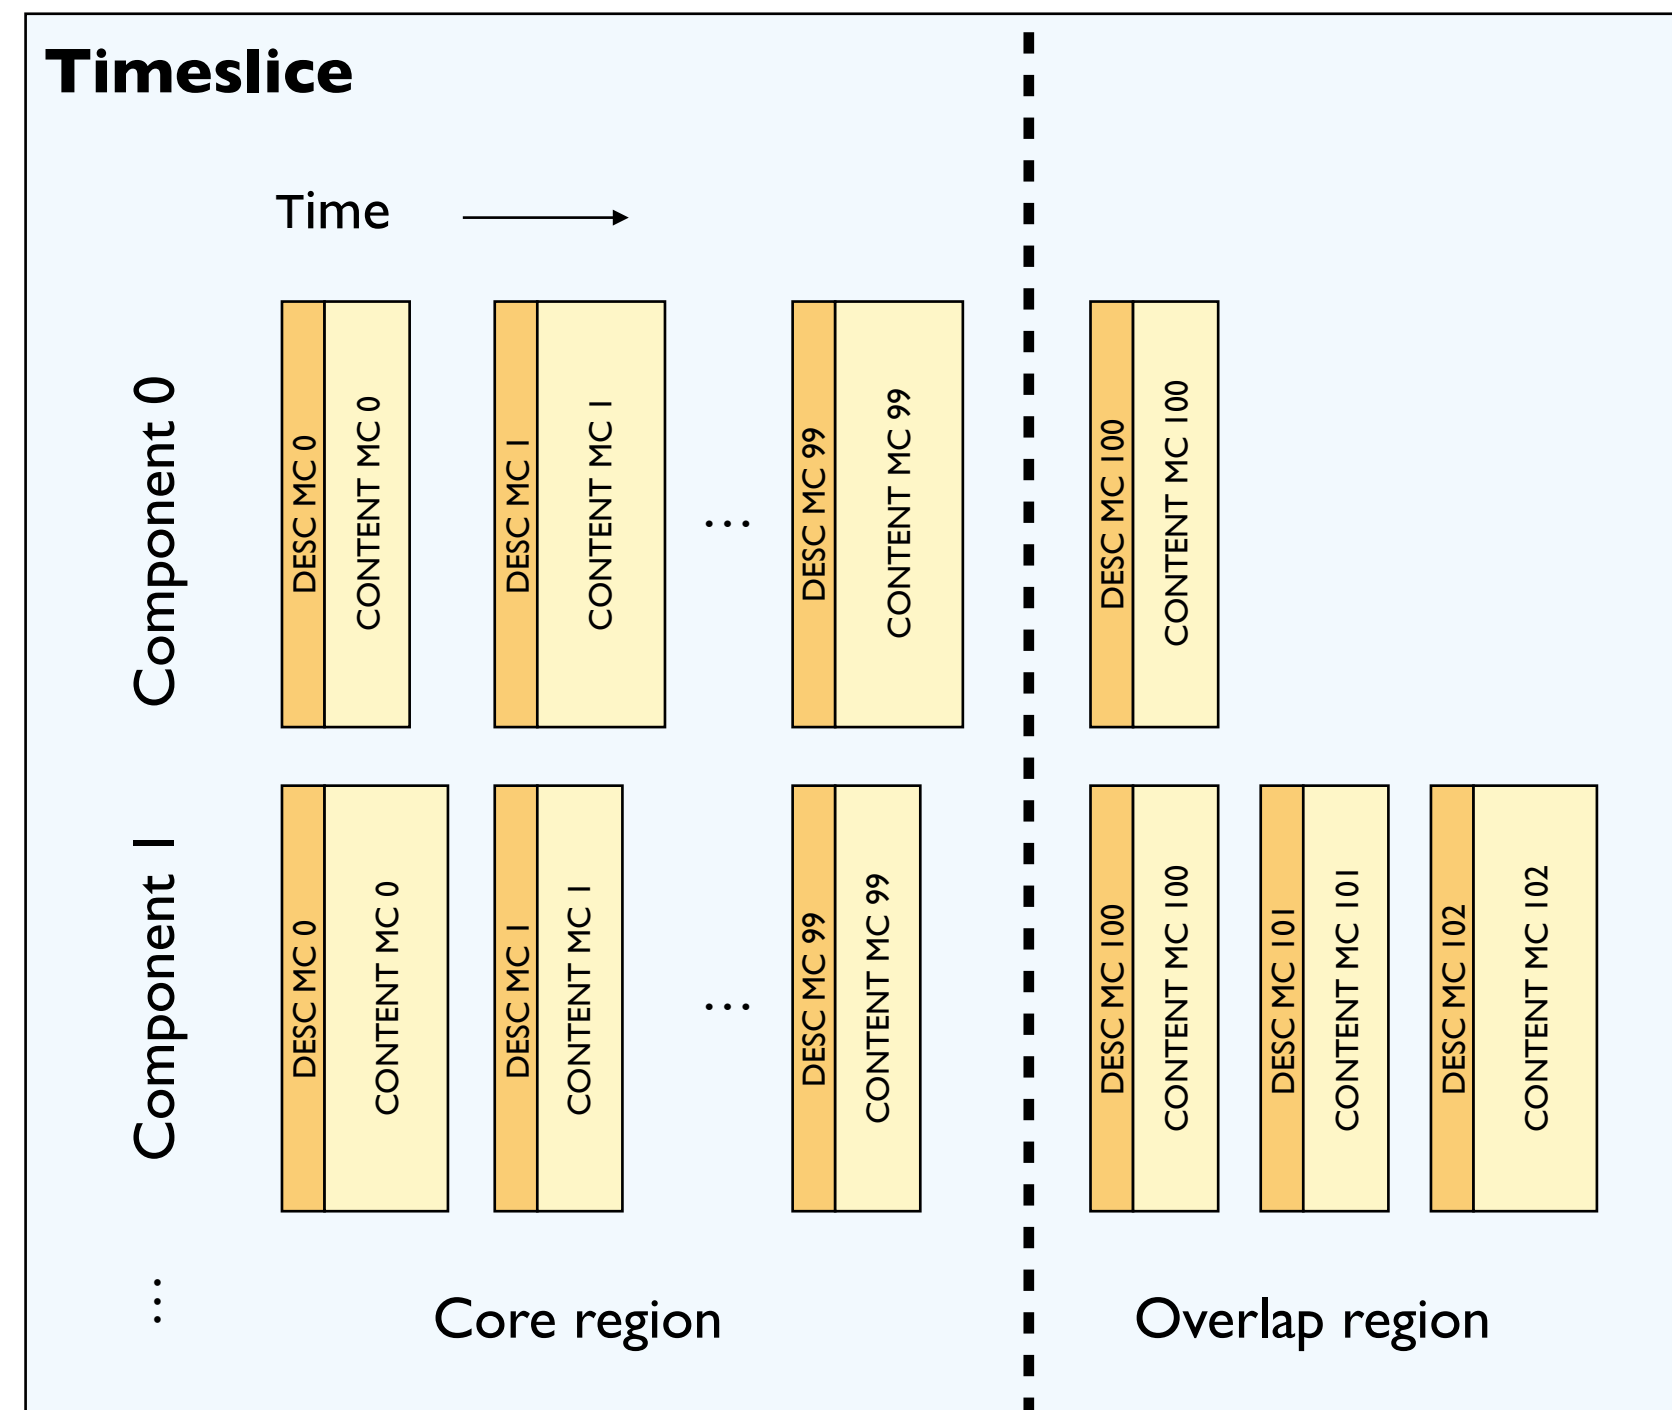 Timeslice
Time
Component 0
DESC MC 0
CONTENT MC 0
DESC MC 1
CONTENT MC 1
...
DESC MC 99
CONTENT MC 99
DESC MC 100
CONTENT MC 100
Component 1
DESC MC 0
CONTENT MC 0
DESC MC 1
CONTENT MC 1
...
DESC MC 99
CONTENT MC 99
DESC MC 100
CONTENT MC 100
DESC MC 101
CONTENT MC 101
DESC MC 102
CONTENT MC 102
...
Core region
Overlap region